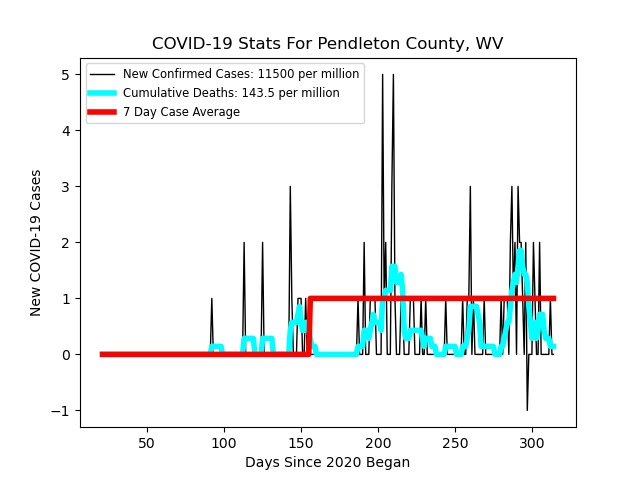 COVID-19 Stats For Pendleton County, WV
New Confirmed Cases: 11500 per million
Cumulative Deaths: 143.5 per million
7 Day Case Average
New COVID-19 Cases
5
4
3
2
1
0
−1
50 100 150 200 250 300
Days Since 2020 Began